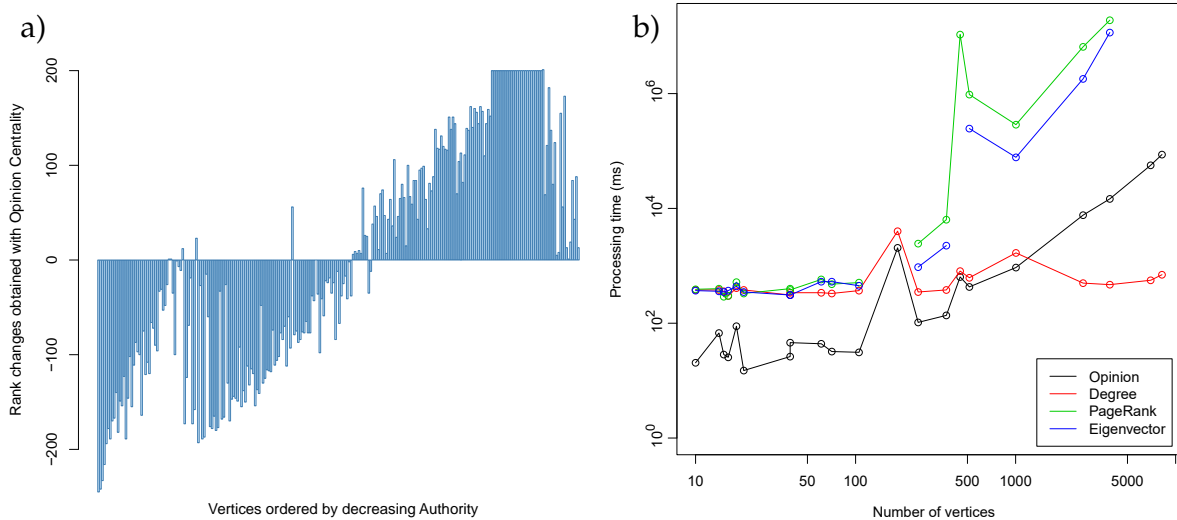 a)
Rank changes obtained with Opinion Centrality
200
100
0
-100
-200
Vertices ordered by decreasing Authority
b)
Processing time (ms)
10^6
10^4
10^2
10^0
10
50
100
500
1000
5000
Number of vertices
Opinion
Degree
PageRank
Eigenvector